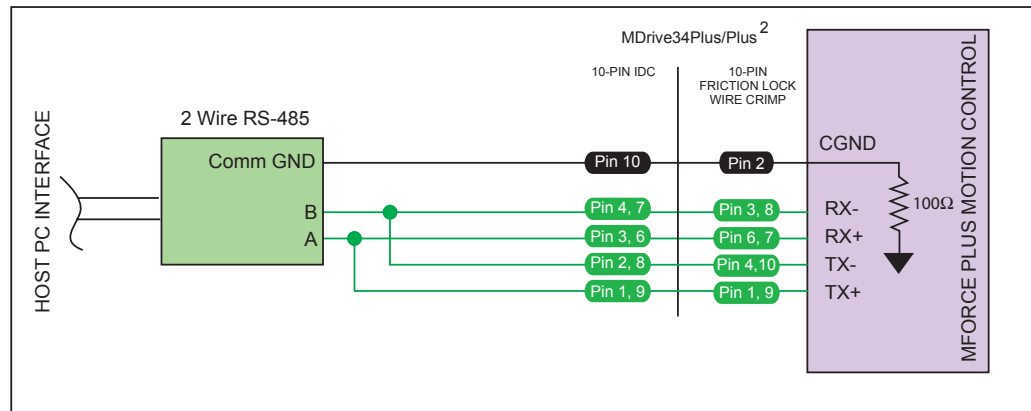 MDrive34Plus/Plus2
10-PIN IDC
10-PIN
FRICTION LOCK
WIRE CRIMP
HOST PC INTERFACE
2 Wire RS-485
Comm GND
B
A
Pin 10
Pin 2
Pin 4, 7
Pin 3, 8
Pin 3, 6
Pin 6, 7
Pin 2, 8
Pin 4,10
Pin 1, 9
Pin 1, 9
CGND
RX-
RX+
TX-
TX+
100Ω
MFORCE PLUS MOTION CONTROL